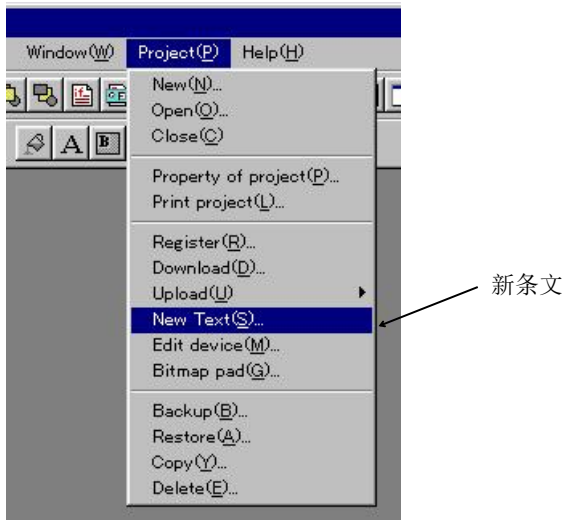 Window(W) Project(P) Help(H)
New(N)...
Open(O)...
Close(C)
A B
Property of project(P)...
Print project(L)...
Register(R)...
Download(D)...
Upload(U)
New Text(S)...
新条文
Edit device(M)...
Bitmap pad(G)...
Backup(B)...
Restore(A)...
Copy(Y)...
Delete(E)...